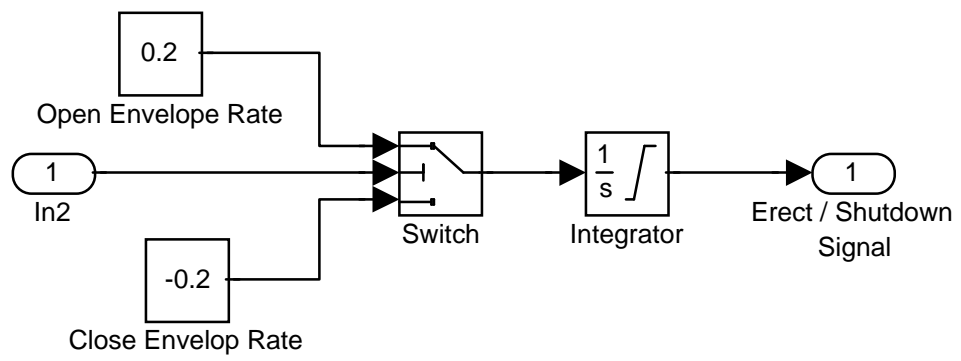 0.2
Open Envelope Rate
1
In2
-0.2
Close Envelop Rate
Switch
1
s
Integrator
1
Erect / Shutdown
Signal